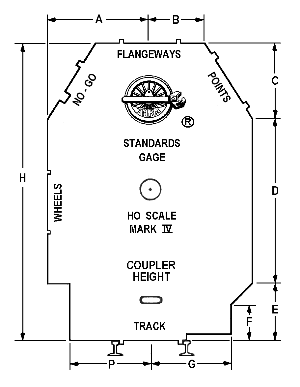 A B
FLANGEWAYS
NO-GO
POINTS
C
®
STANDARDS
GAGE
H
D
WHEELS
HO SCALE
MARK IV
COUPLER
HEIGHT
E
F
TRACK
P G